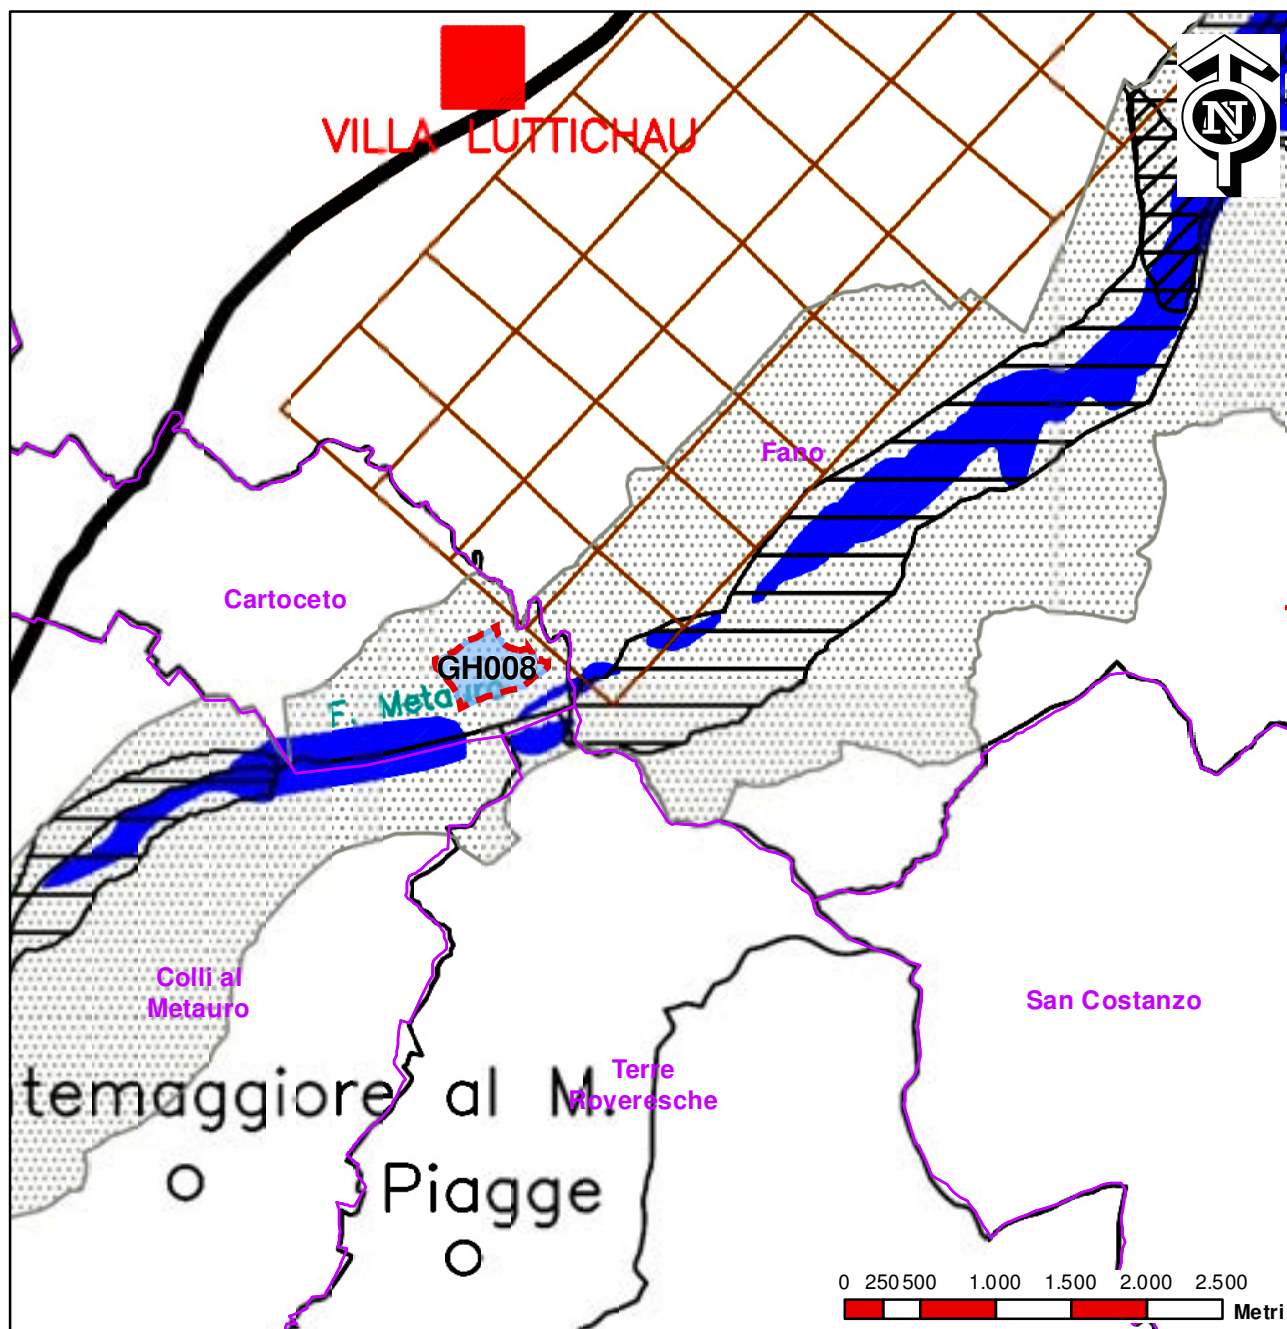 N
VILLA LUTTICHAU
Fano
Cartoceto
GH008
F. Metauro
Colli al
Metauro
San Costanzo
Terre
Roveresche
temaggiore al M.
Piagge
0 250 500 1.000 1.500 2.000 2.500
Metri